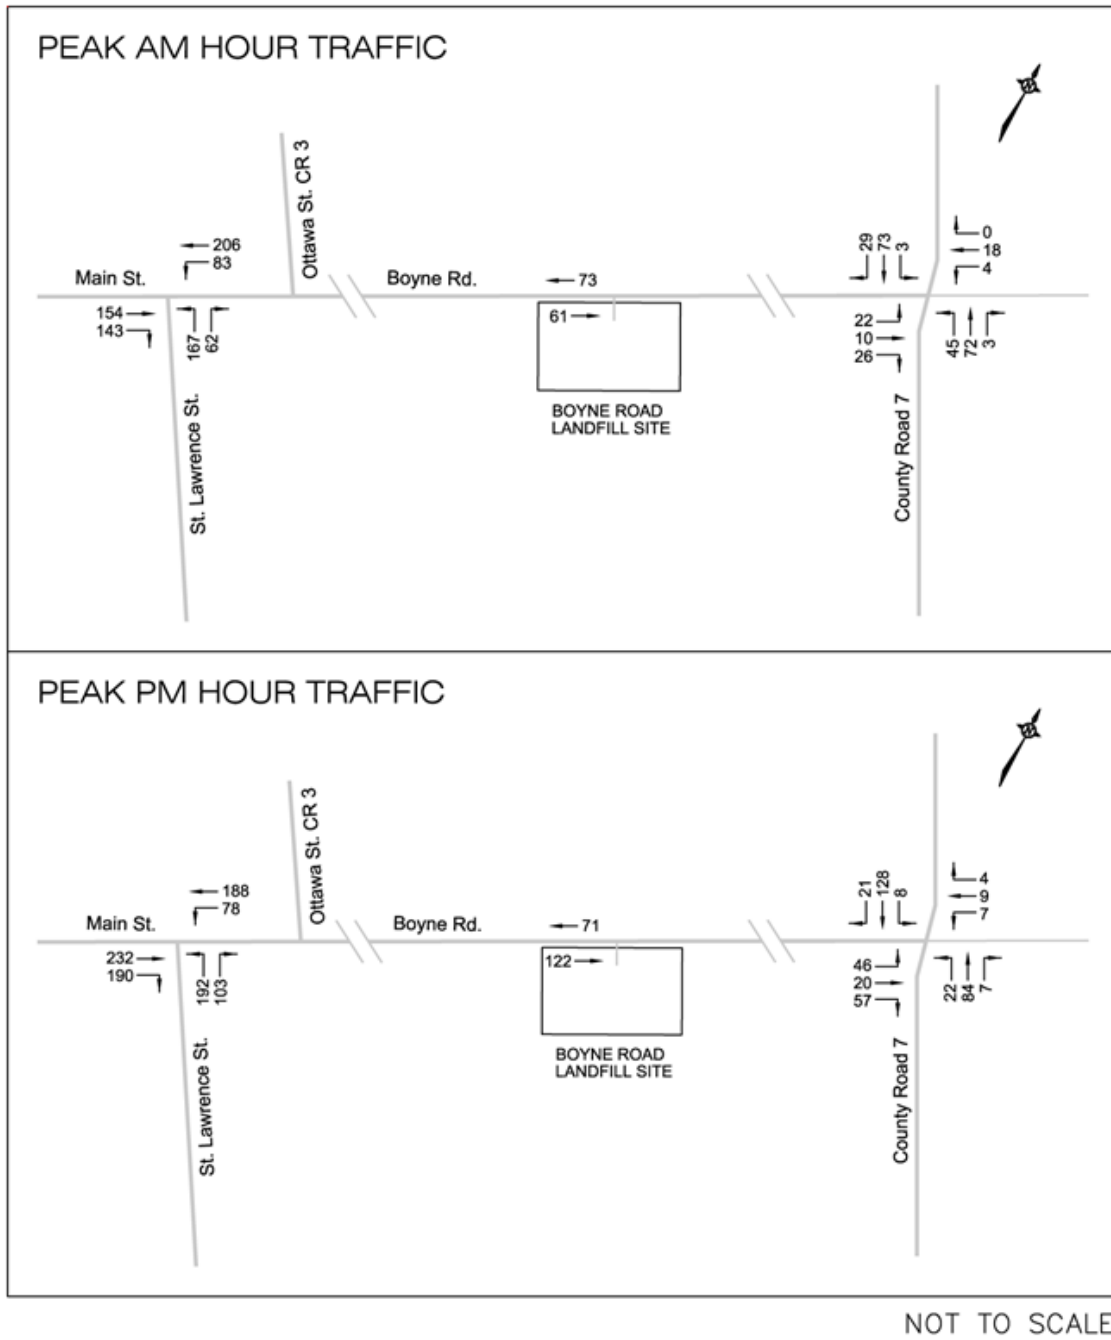 PEAK AM HOUR TRAFFIC
Ottawa St. CR 3
206
83
Main St.
Boyne Rd.
73
29
73
3
0
18
4
154
143
167
62
61
22
10
26
45
72
3
BOYNE ROAD
LANDFILL SITE
St. Lawrence St.
County Road 7
PEAK PM HOUR TRAFFIC
Ottawa St. CR 3
188
78
Main St.
Boyne Rd.
71
21
128
8
4
9
7
232
190
192
103
122
46
20
57
22
84
7
BOYNE ROAD
LANDFILL SITE
St. Lawrence St.
County Road 7
NOT TO SCALE